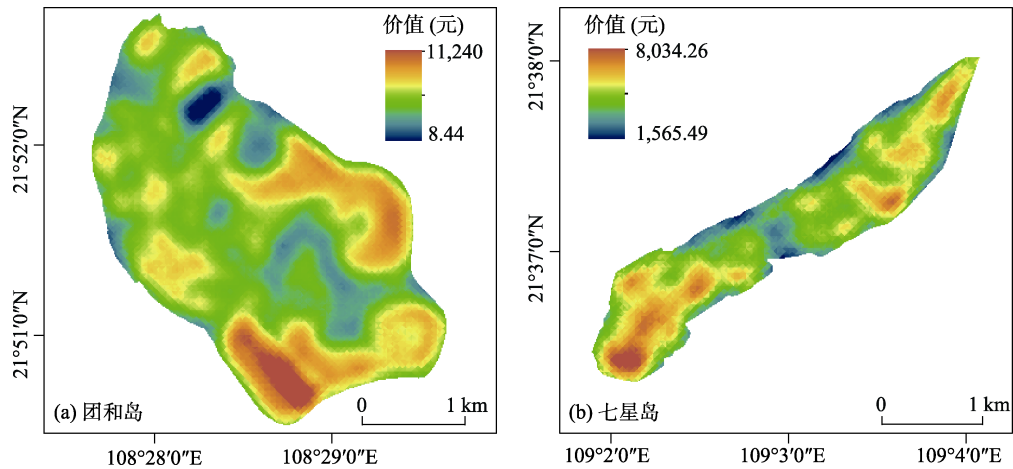 价值 (元)
11,240
8.44
21°52′0″N
21°51′0″N
(a) 团和岛
0 1 km
108°28′0″E 108°29′0″E
价值 (元)
8,034.26
1,565.49
21°38′0″N
21°37′0″N
(b) 七星岛
0 1 km
109°2′0″E 109°3′0″E 109°4′0″E